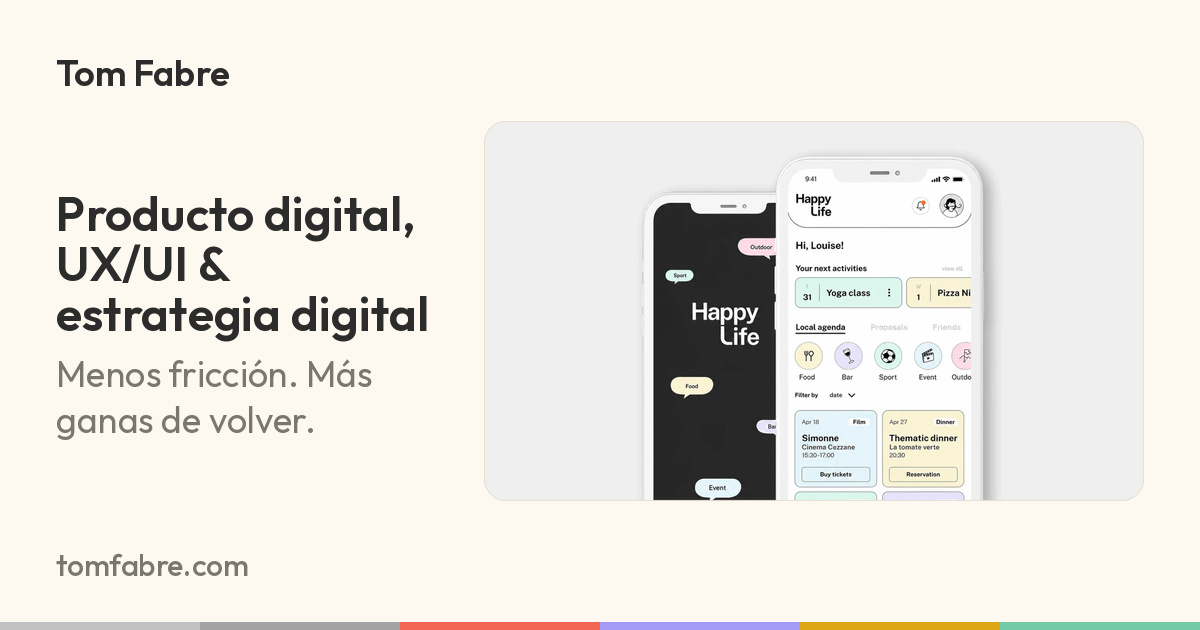 Tom Fabre
Producto digital,
UX/UI &
estrategia digital
Menos fricción. Más
ganas de volver.
tomfabre.com
Outdoor
Sport
Happy
Life
Food
Event
9:41
Happy
Life
Hi, Louise!
Your next activities
view all
T
31
Yoga class
W
1
Pizza Ni
Local agenda
Proposals
Friends
Food
Bar
Sport
Event
Outdo
Filter by
date
Apr 18
Film
Simonne
Cinema Cezzane
15:30-17:00
Buy tickets
Apr 27
Dinner
Thematic dinner
La tomate verte
20:30
Reservation